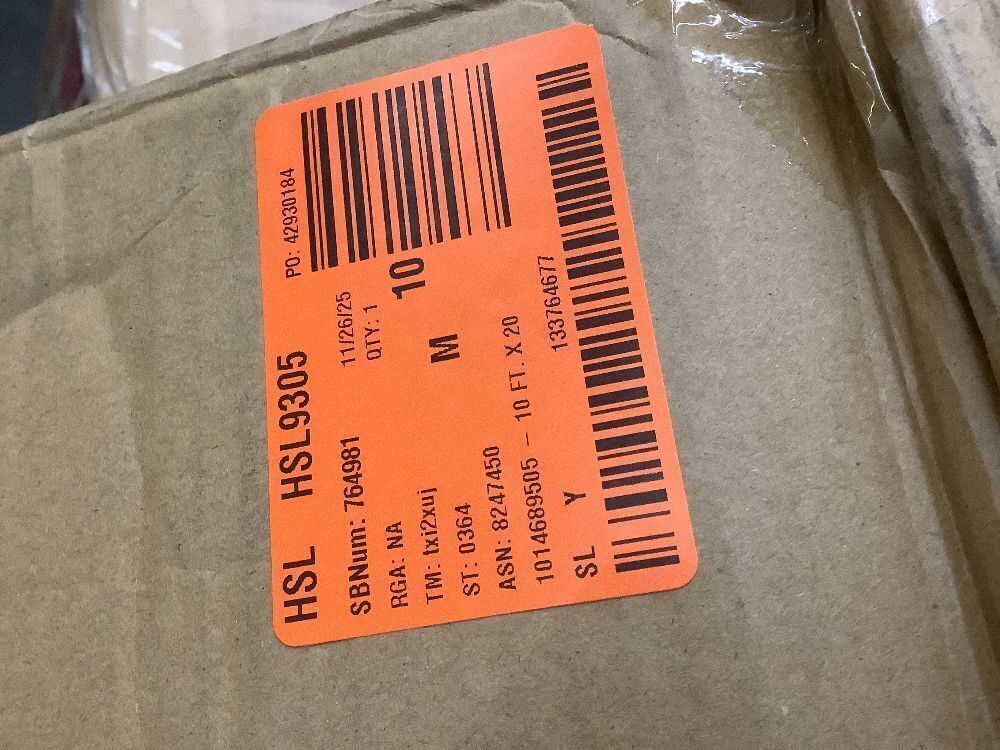 HSL HSL9305 PO: 42930184
SBNum: 764981 11/26/25
RGA: NA QTY: 1
TM: txi2xuj
ST: 0364 M 10
ASN: 8247450
1014689505 – 10 FT. X 20
SL Y 133764677